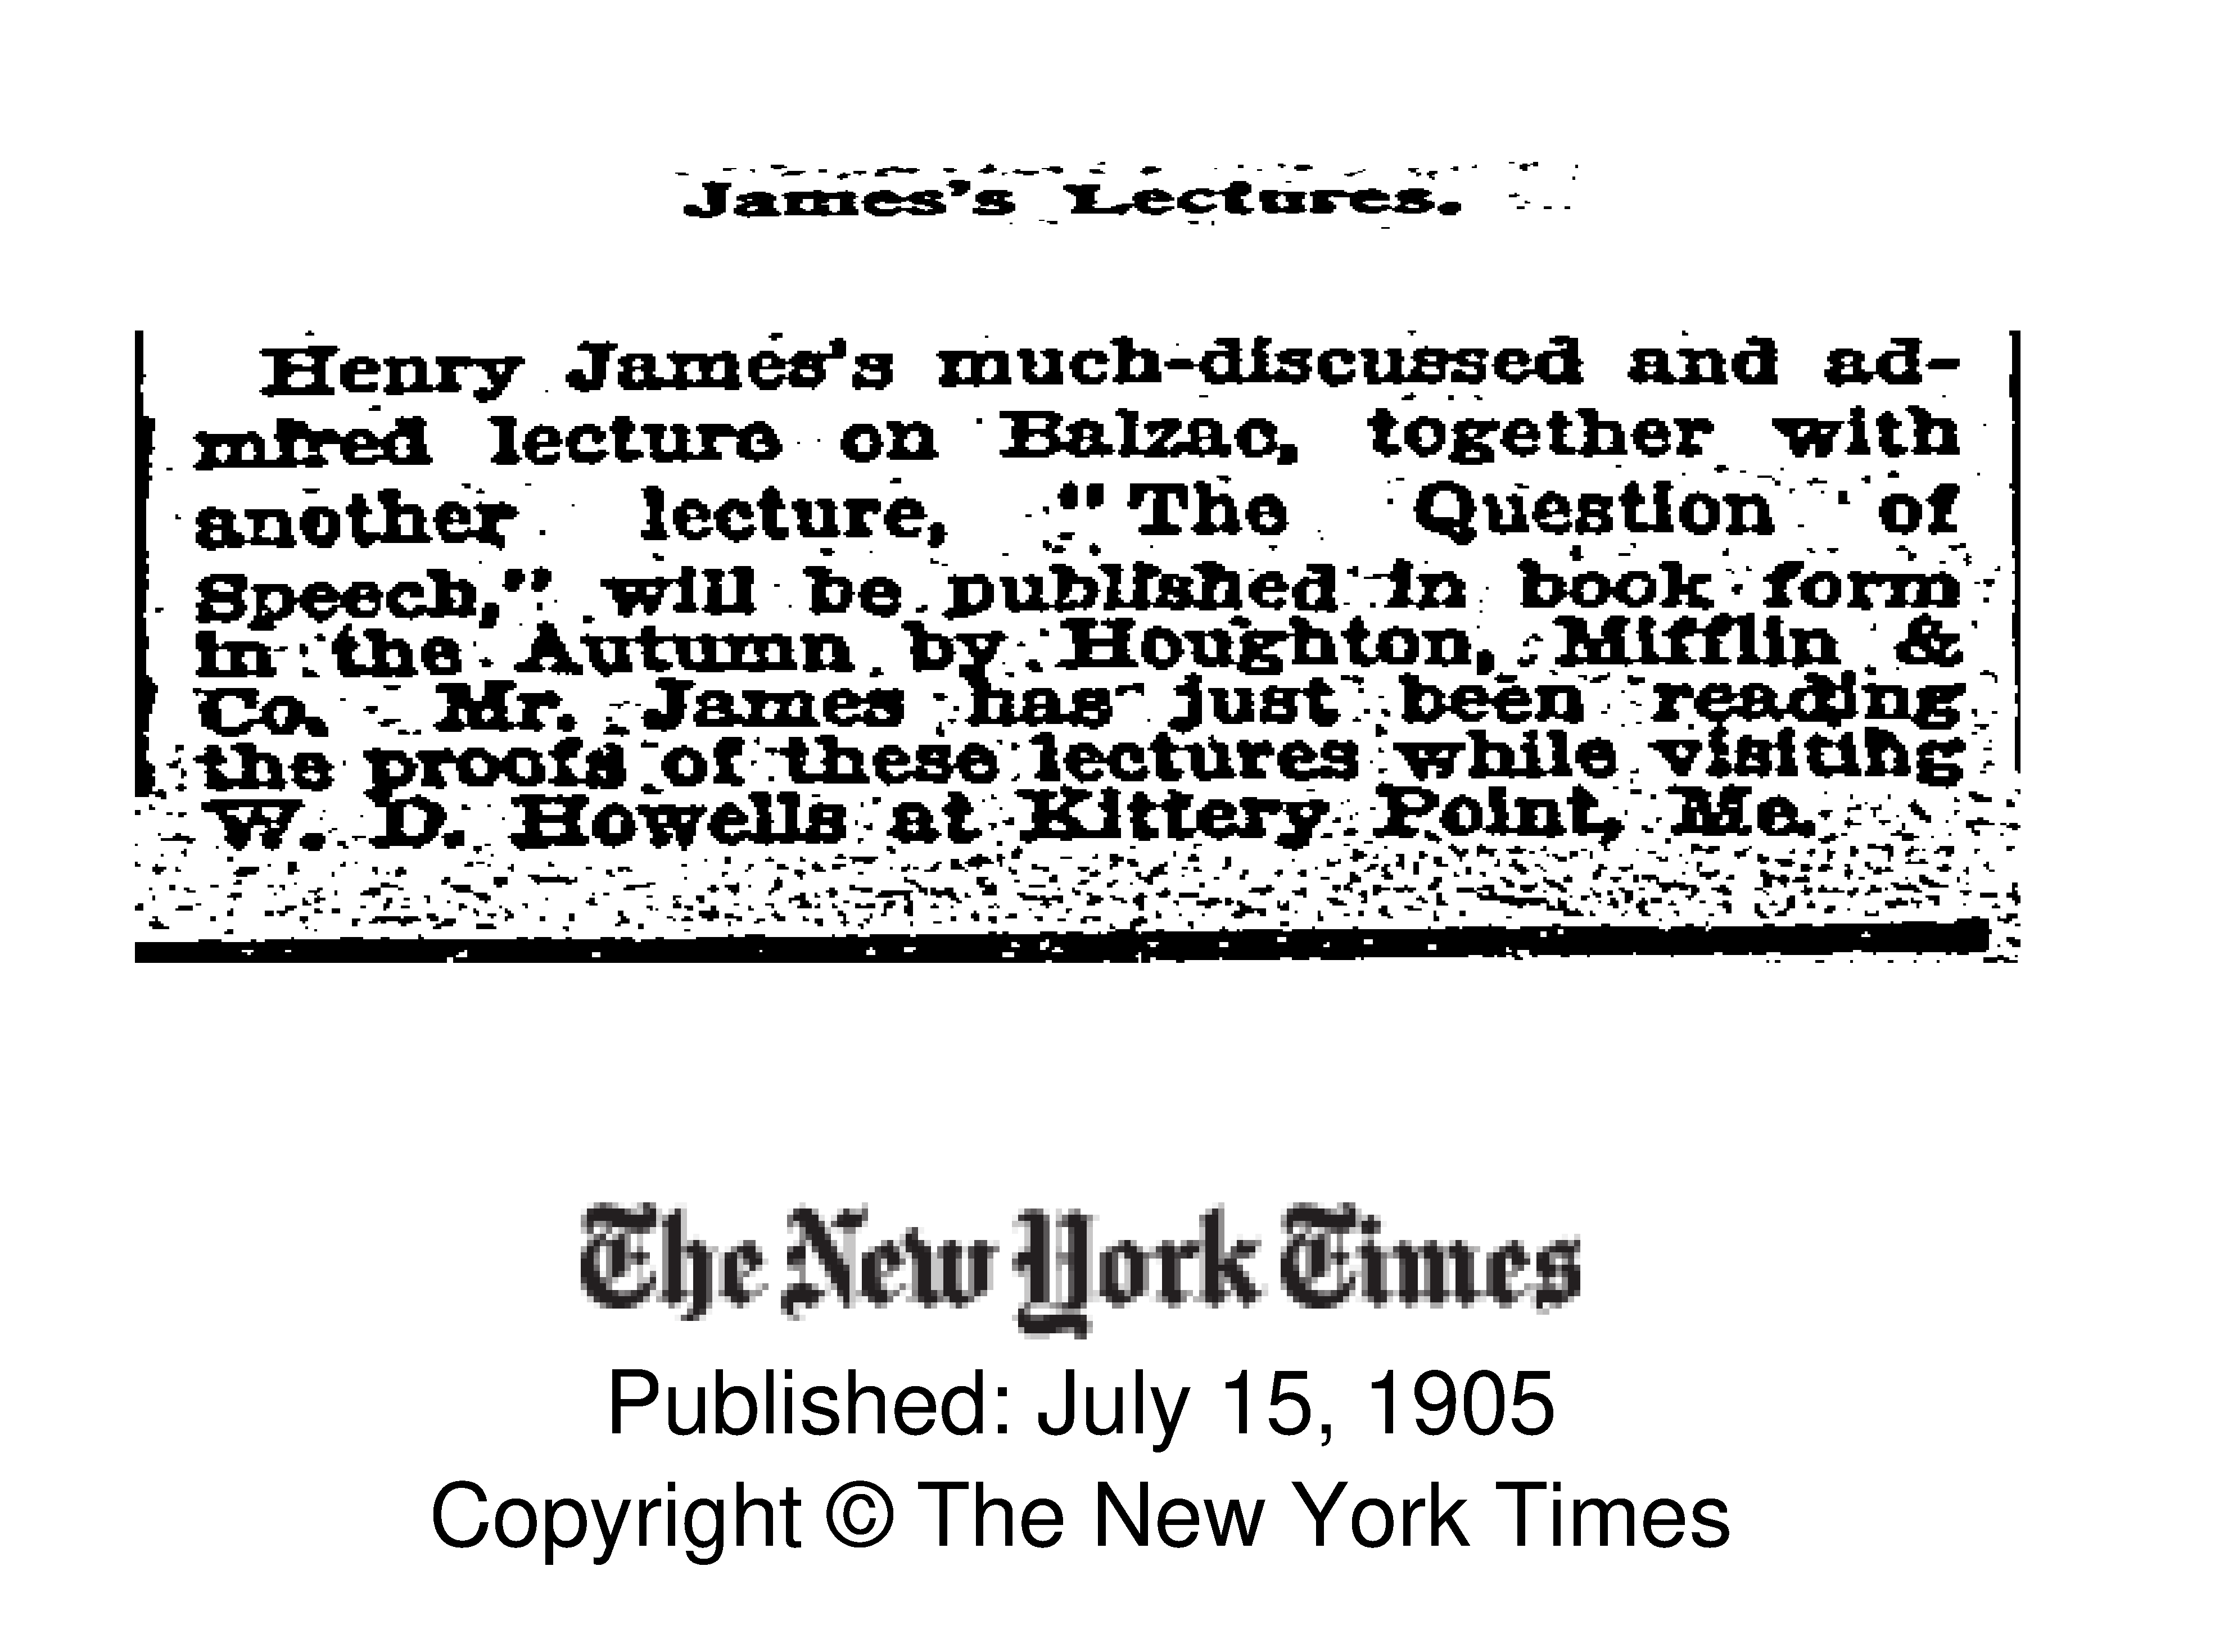 James's Lectures.
Henry James's much-discussed and ad-
mired lecture on Balzac, together with
another lecture, "The Question of
Speech," will be published in book form
in the Autumn by Houghton, Mifflin &
Co. Mr. James has just been reading
the proofs of these lectures while visiting
W. D. Howells at Kittery Point, Me.
The New York Times
Published: July 15, 1905
Copyright © The New York Times